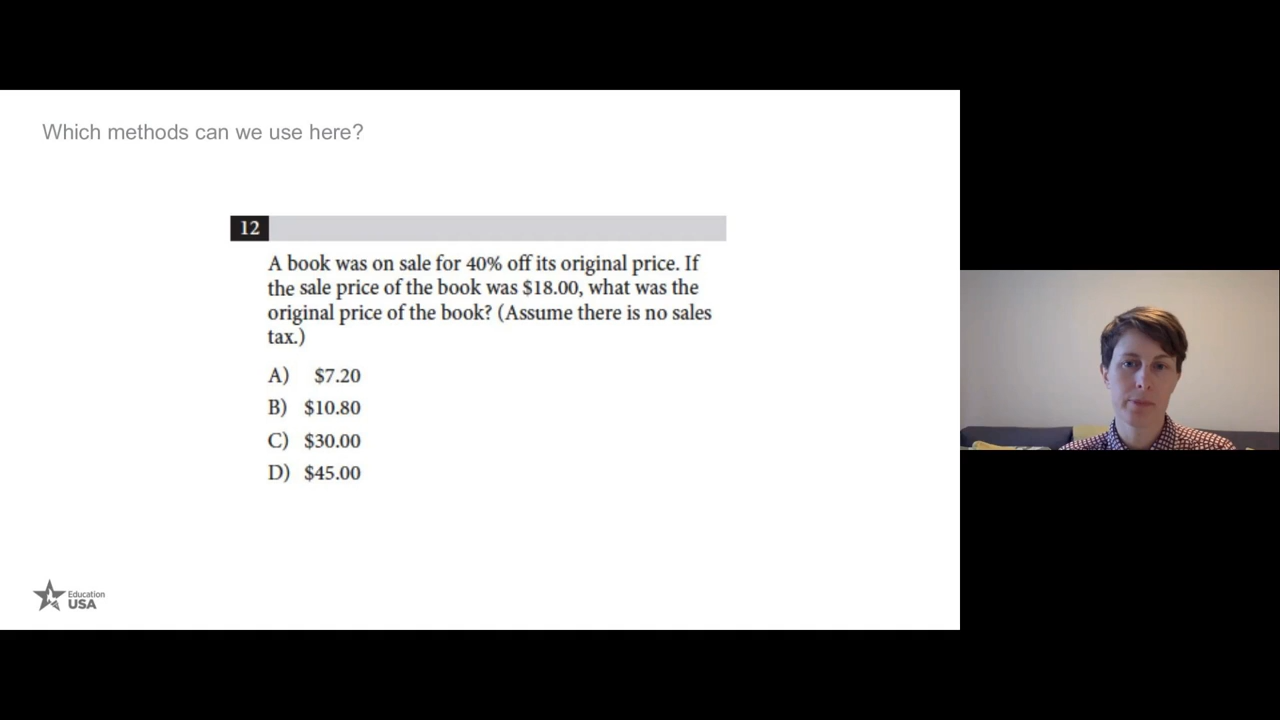 Which methods can we use here?
12
A book was on sale for 40% off its original price. If
the sale price of the book was $18.00, what was the
original price of the book? (Assume there is no sales
tax.)
A) $7.20
B) $10.80
C) $30.00
D) $45.00
Education
USA